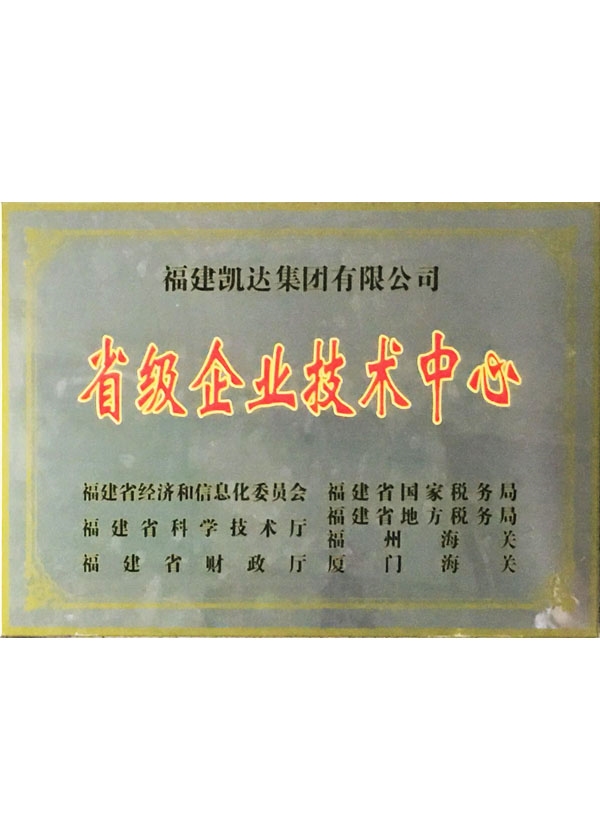 福建凯达集团有限公司
省级企业技术中心
福建省经济和信息化委员会
福建省科学技术厅
福建省财政厅
福建省国家税务局
福建省地方税务局
福州海关
厦门海关